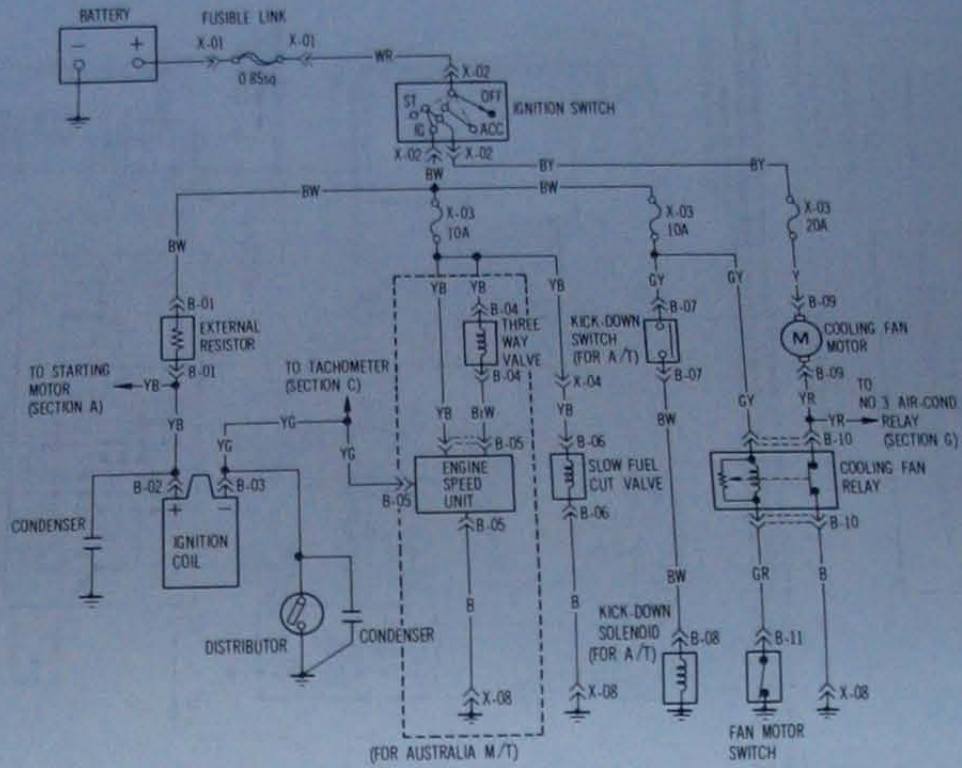 BATTERY
FUSIBLE LINK
X-01
X-01
0.85sq
WR
X-02
ST
OFF
IG
ACC
IGNITION SWITCH
X-02
X-02
BW
BY
BY
BW
BW
X-03
10A
X-03
10A
X-03
20A
BW
YB
YB
YB
GY
GY
Y
B-01
EXTERNAL
RESISTOR
B-01
B-04
THREE
WAY
VALVE
B-04
KICK-DOWN
SWITCH
(FOR A/T)
B-07
B-07
B-09
M
COOLING FAN
MOTOR
B-09
TO STARTING
MOTOR
(SECTION A)
YB
TO TACHOMETER
(SECTION C)
X-04
YB
YG
YG
YG
YB
BrW
YB
BW
GY
YR
YR
TO
NO 3 AIR-COND
RELAY
(SECTION G)
B-02
B-03
B-05
B-05
ENGINE
SPEED
UNIT
B-05
B-06
SLOW FUEL
CUT VALVE
B-06
B-10
COOLING FAN
RELAY
B-10
CONDENSER
+
-
IGNITION
COIL
B
B
BW
GR
B
DISTRIBUTOR
CONDENSER
KICK-DOWN
SOLENOID
(FOR A/T)
B-08
B-11
X-08
X-08
X-08
FAN MOTOR
SWITCH
(FOR AUSTRALIA M/T)